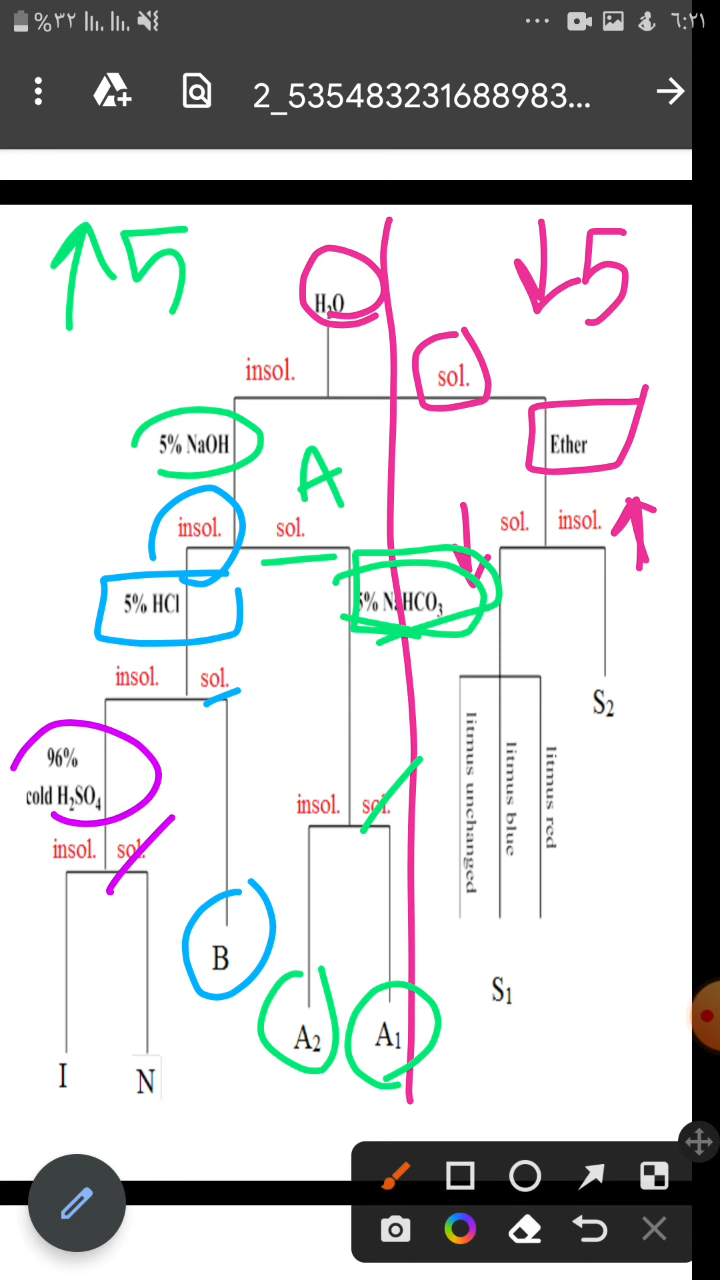 %٣٢ ٦:٢١
2_535483231688983...
↑5 ↓5
H₂O
insol. sol.
5% NaOH Ether
A
insol. sol. sol. insol.
5% HCl 5% NaHCO₃
insol. sol.
S₂
litmus unchanged
litmus blue
litmus red
96%
cold H₂SO₄
insol. sol.
insol. sol.
B
S₁
A₂ A₁
I N